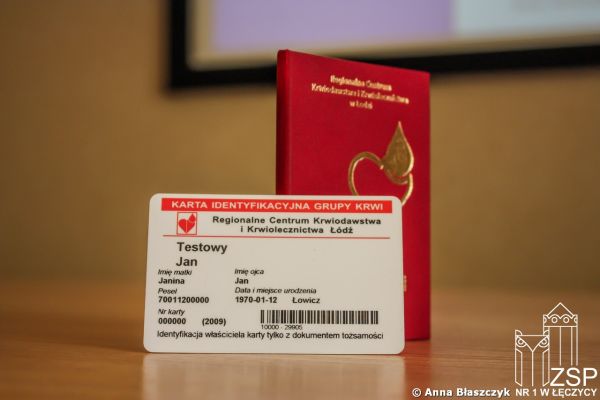 Regionalne Centrum
Krwiodawstwa i Krwiolecznictwa
w Łodzi
KARTA IDENTYFIKACYJNA GRUPY KRWI
Regionalne Centrum Krwiodawstwa
i Krwiolecznictwa Łódź
Testowy
Jan
Imię matki Imię ojca
Janina Jan
Pesel Data i miejsce urodzenia
70011200000 1970-01-12 Łowicz
Nr karty
000000 (2009)
10000 - 29905
Identyfikacja właściciela karty tylko z dokumentem tożsamości
ZSP
© Anna Błaszczyk NR 1 W ŁĘCZYCY